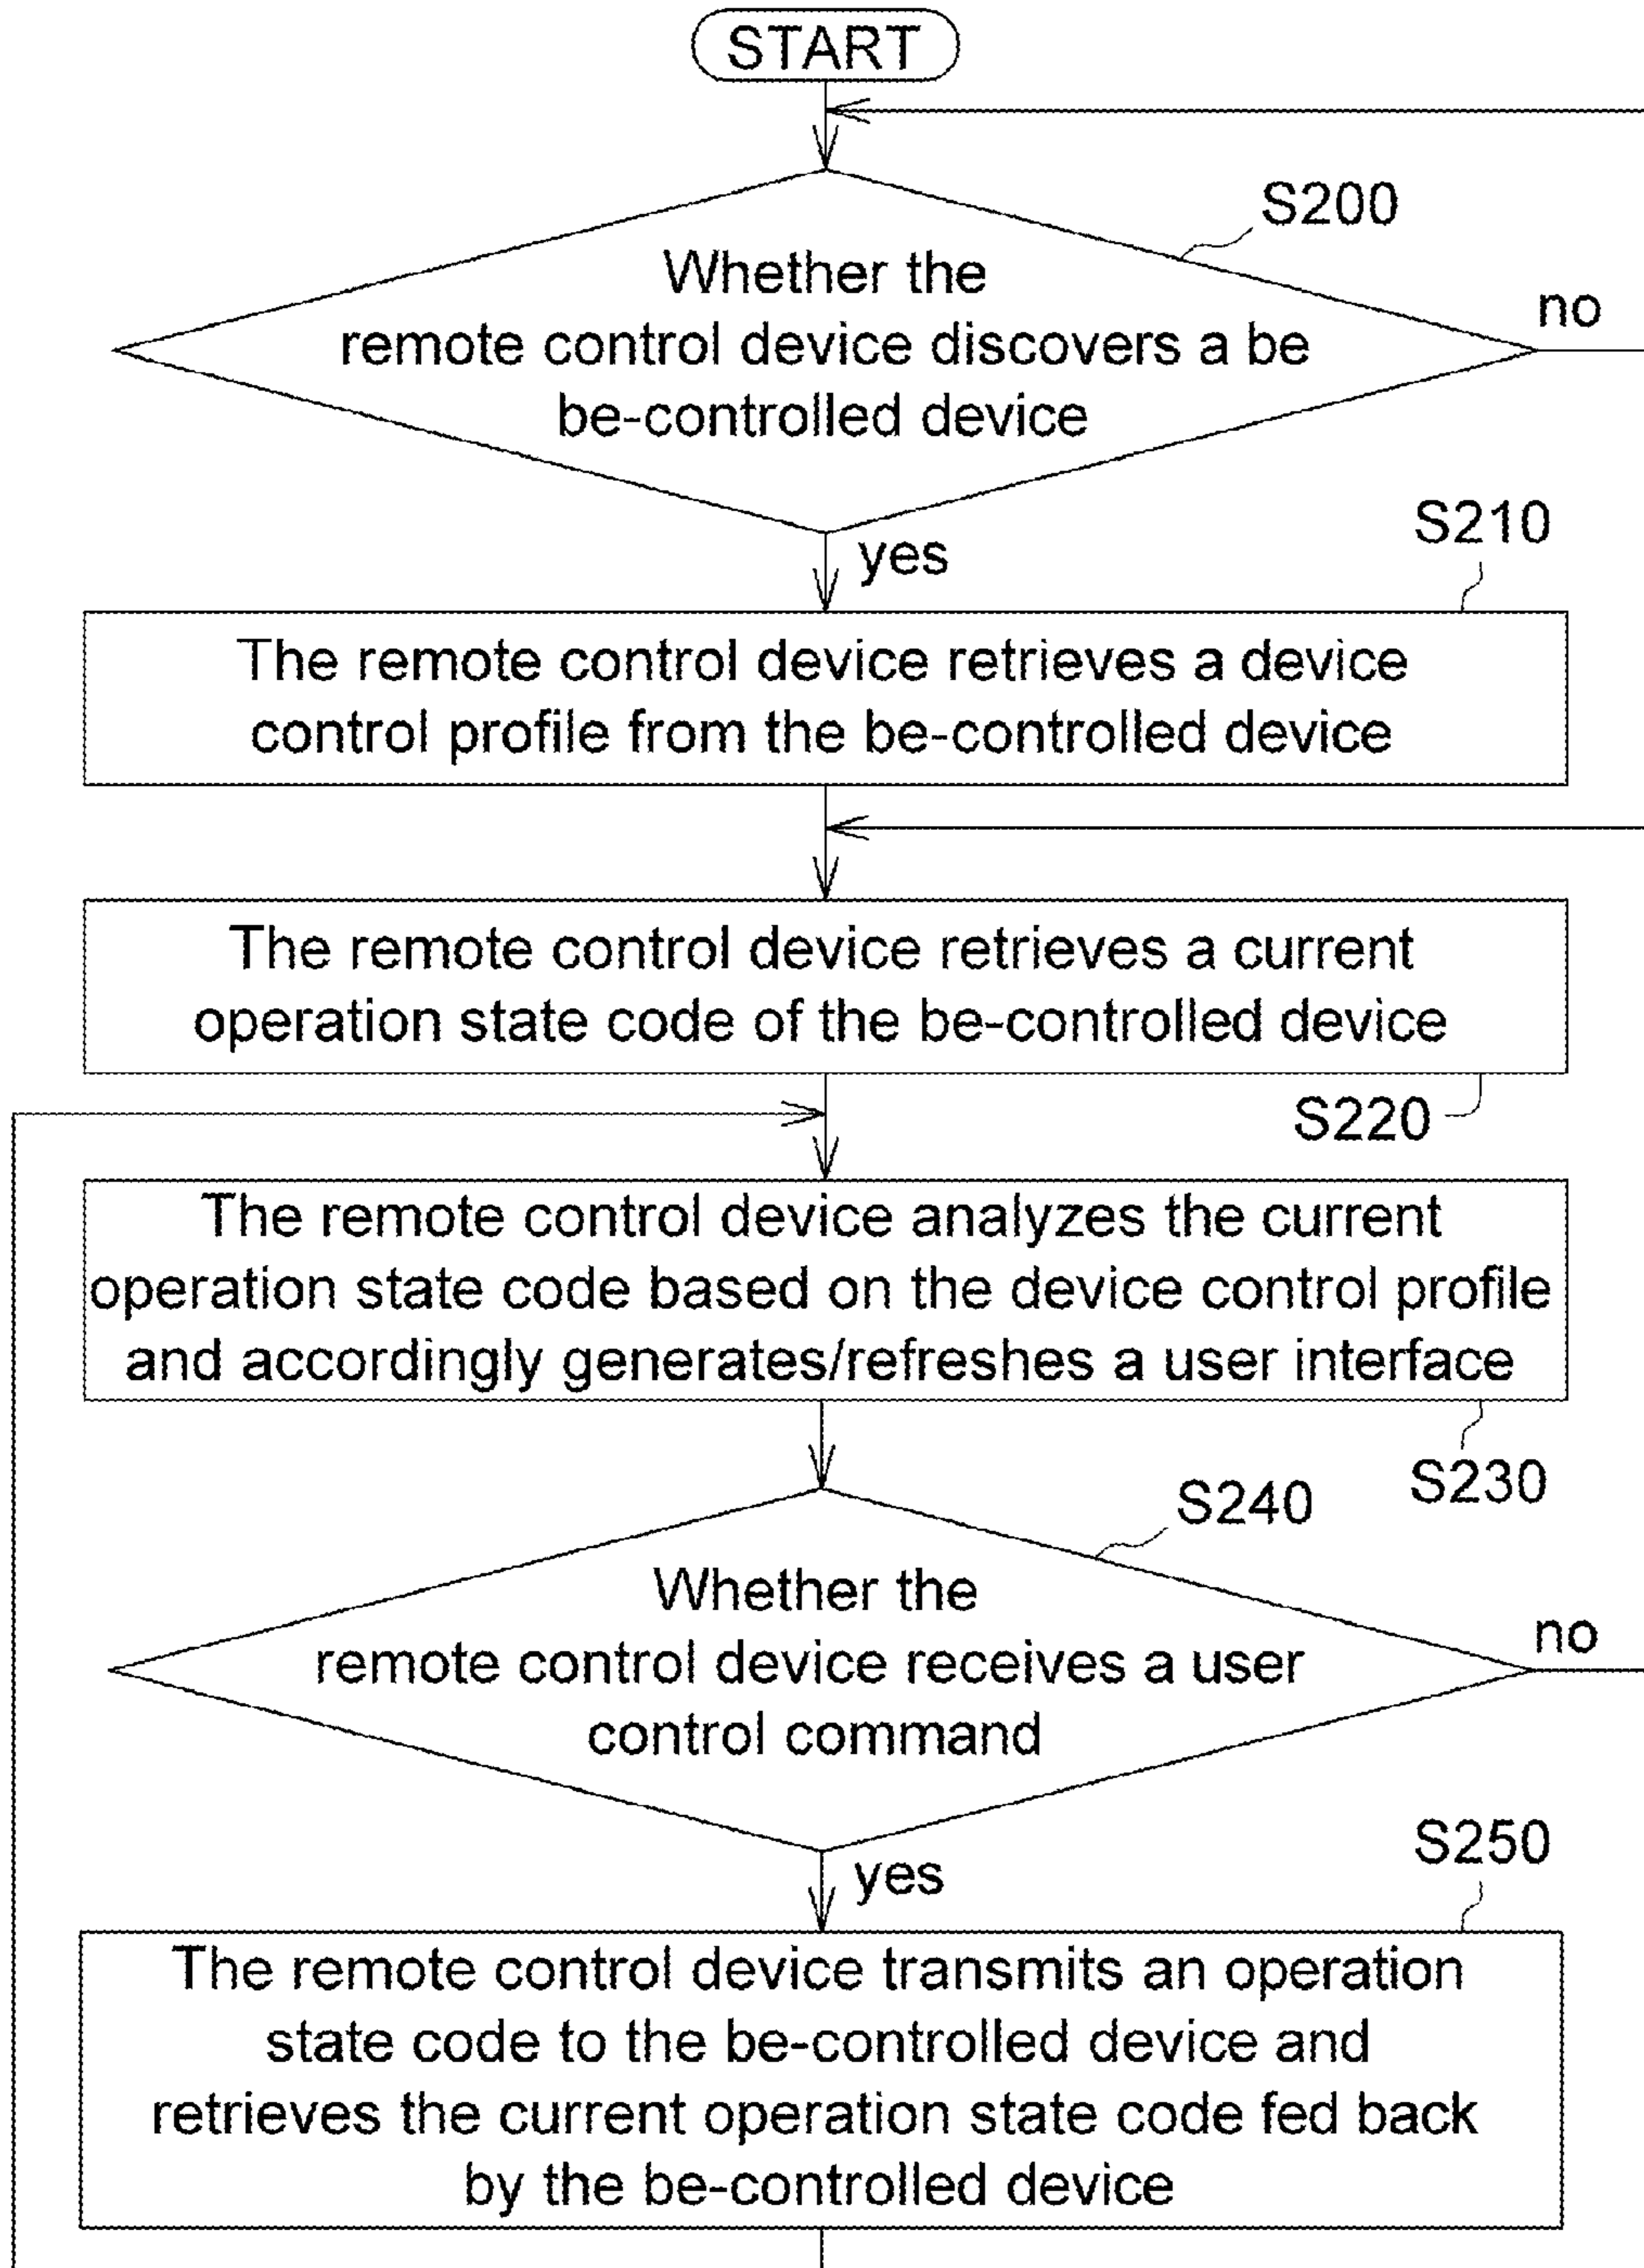 START
S200
Whether the
remote control device discovers a be
be-controlled device
no
yes
S210
The remote control device retrieves a device
control profile from the be-controlled device
The remote control device retrieves a current
operation state code of the be-controlled device
S220
The remote control device analyzes the current
operation state code based on the device control profile
and accordingly generates/refreshes a user interface
S230
S240
Whether the
remote control device receives a user
control command
no
yes
S250
The remote control device transmits an operation
state code to the be-controlled device and
retrieves the current operation state code fed back
by the be-controlled device